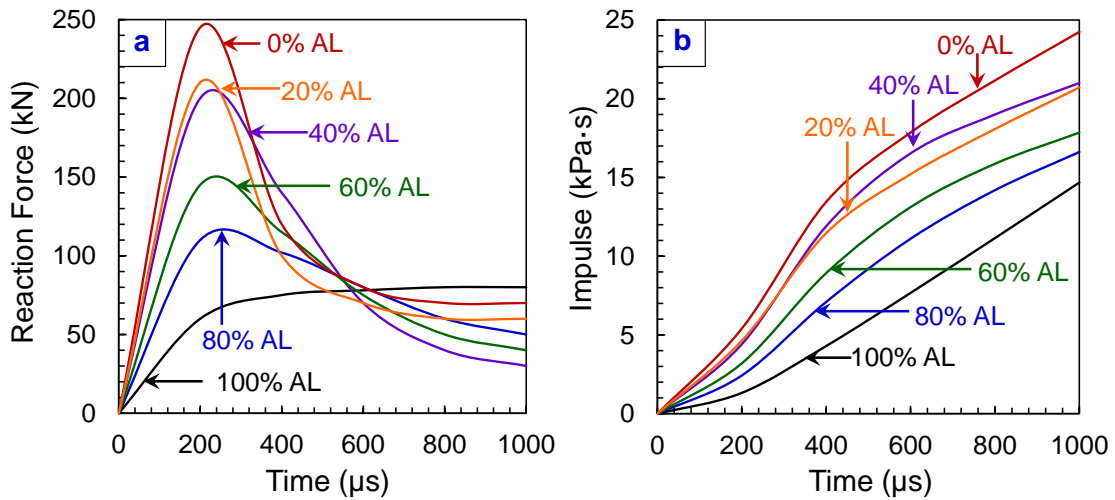 a
Reaction Force (kN)
250
200
150
100
50
0
0% AL
20% AL
40% AL
60% AL
80% AL
100% AL
0 200 400 600 800 1000
Time (µs)
b
Impulse (kPa·s)
25
20
15
10
5
0
0% AL
40% AL
20% AL
60% AL
80% AL
100% AL
0 200 400 600 800 1000
Time (µs)